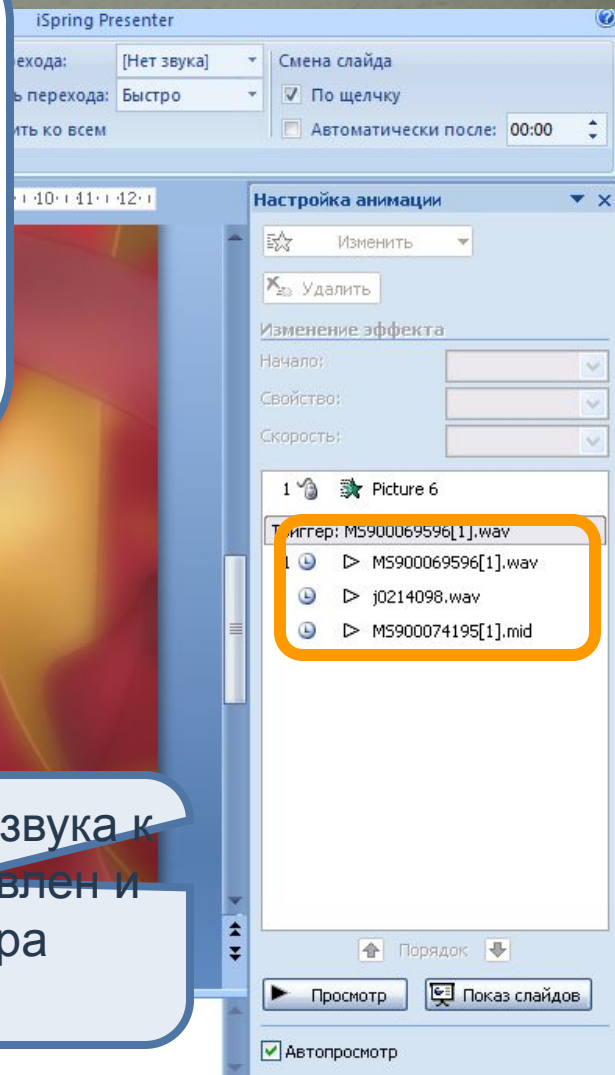 iSpring Presenter
ехода: [Нет звука] Смена слайда
ь перехода: Быстро По щелчку
ить ко всем Автоматически после: 00:00
10 11 12
Настройка анимации
Изменить
Удалить
Изменение эффекта
Начало:
Свойство:
Скорость:
1 Picture 6
Триггер: MS900069596[1].wav
1 MS900069596[1].wav
j0214098.wav
MS900074195[1].mid
звука к
влен и
ра
Порядок
Просмотр Показ слайдов
Автопросмотр